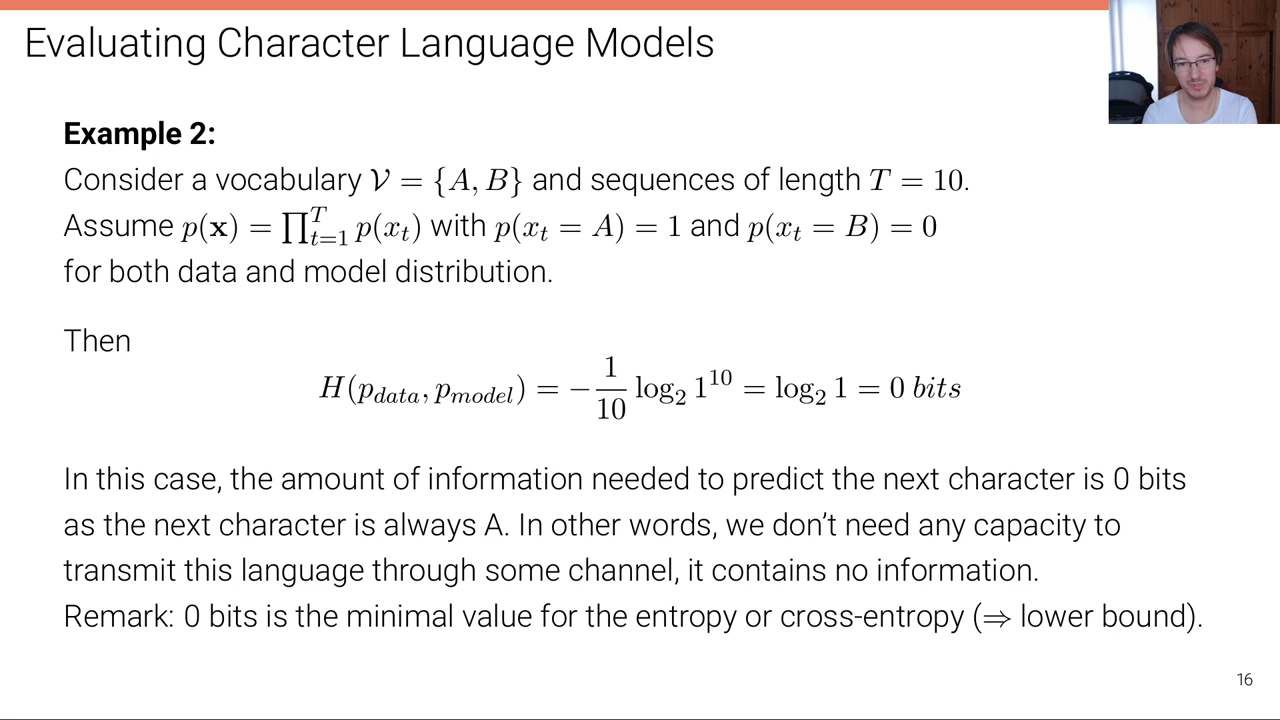 Evaluating Character Language Models
Example 2:
Consider a vocabulary 𝒱 = {A, B} and sequences of length T = 10.
Assume p(𝐱) = ∏_{t=1}^{T} p(x_t) with p(x_t = A) = 1 and p(x_t = B) = 0
for both data and model distribution.
Then
H(p_{data}, p_{model}) = −\frac{1}{10} log_2 1^{10} = log_2 1 = 0 bits
In this case, the amount of information needed to predict the next character is 0 bits
as the next character is always A. In other words, we don’t need any capacity to
transmit this language through some channel, it contains no information.
Remark: 0 bits is the minimal value for the entropy or cross-entropy (⇒ lower bound).
16